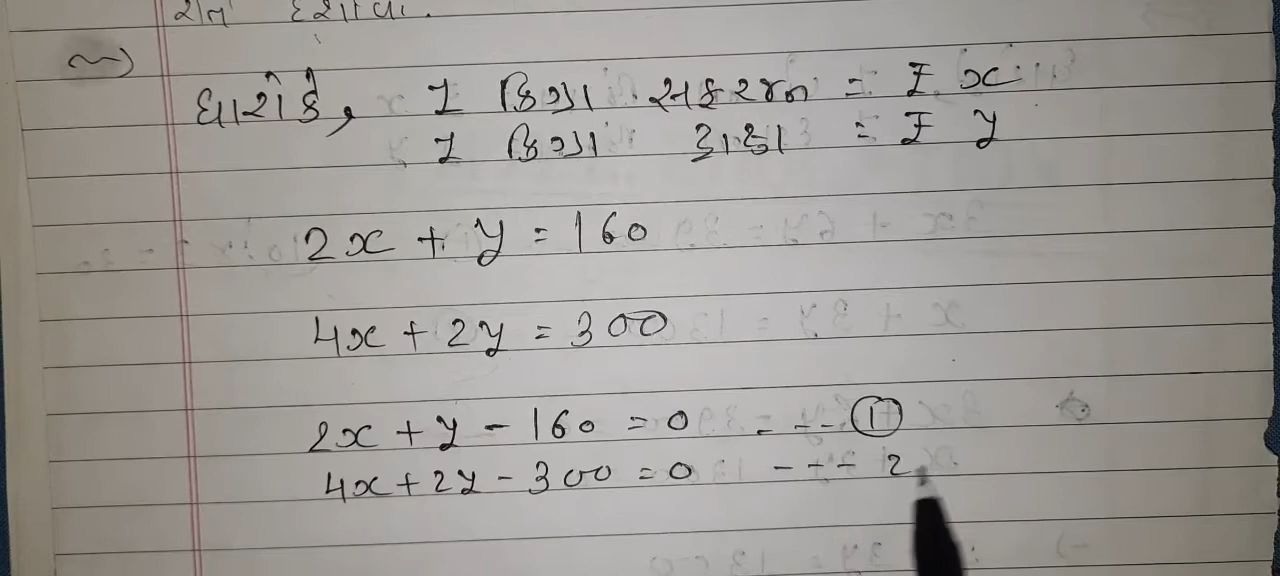 ધારોકે, 1 કિગ્રા સફરજન = ₹ x
1 કિગ્રા દ્રાક્ષ = ₹ y
2x + y = 160
4x + 2y = 300
2x + y - 160 = 0 - - - ①
4x + 2y - 300 = 0 - - - 2